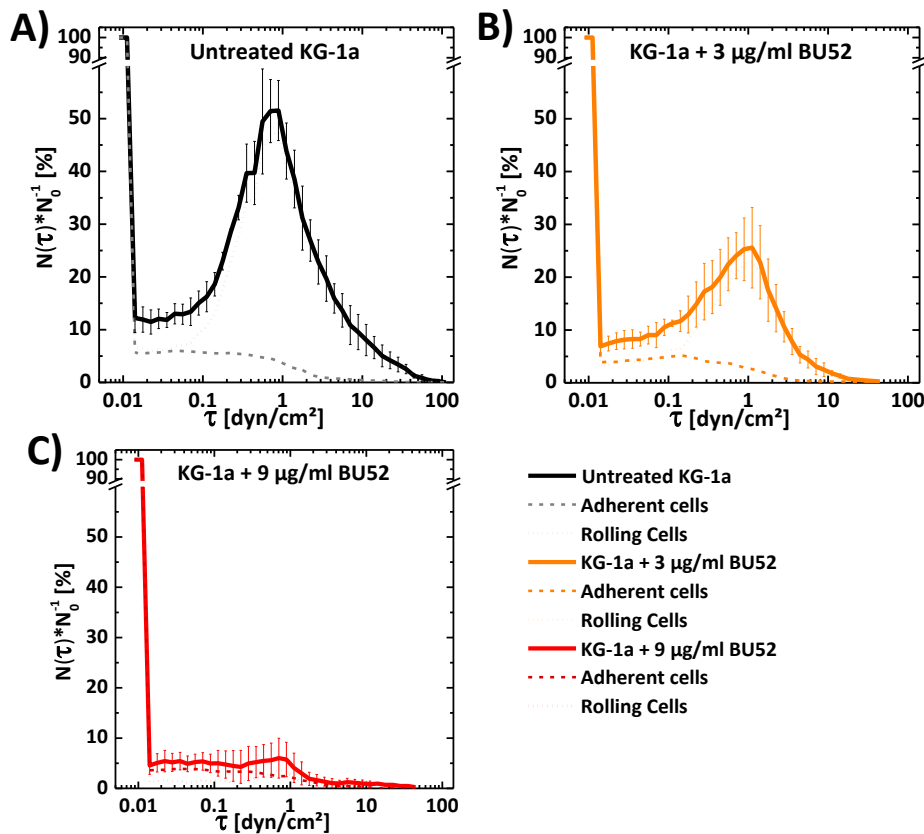 A)
Untreated KG-1a
100
90
50
40
30
20
10
0
N(τ)*N₀⁻¹ [%]
0.01 0.1 1 10 100
τ [dyn/cm²]
B)
KG-1a + 3 µg/ml BU52
100
90
50
40
30
20
10
0
N(τ)*N₀⁻¹ [%]
0.01 0.1 1 10 100
τ [dyn/cm²]
C)
KG-1a + 9 µg/ml BU52
100
90
50
40
30
20
10
0
N(τ)*N₀⁻¹ [%]
0.01 0.1 1 10 100
τ [dyn/cm²]
Untreated KG-1a
Adherent cells
Rolling Cells
KG-1a + 3 µg/ml BU52
Adherent cells
Rolling Cells
KG-1a + 9 µg/ml BU52
Adherent cells
Rolling Cells